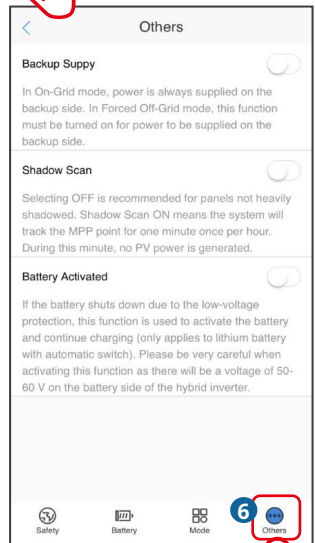 Others
Backup Suppy
In On-Grid mode, power is always supplied on the
backup side. In Forced Off-Grid mode, this function
must be turned on for power to be supplied on the
backup side.
Shadow Scan
Selecting OFF is recommended for panels not heavily
shadowed. Shadow Scan ON means the system will
track the MPP point for one minute once per hour.
During this minute, no PV power is generated.
Battery Activated
If the battery shuts down due to the low-voltage
protection, this function is used to activate the battery
and continue charging (only applies to lithium battery
with automatic switch). Please be very careful when
activating this function as there will be a voltage of 50-
60 V on the battery side of the hybrid inverter.
6
Safety Battery Mode Others